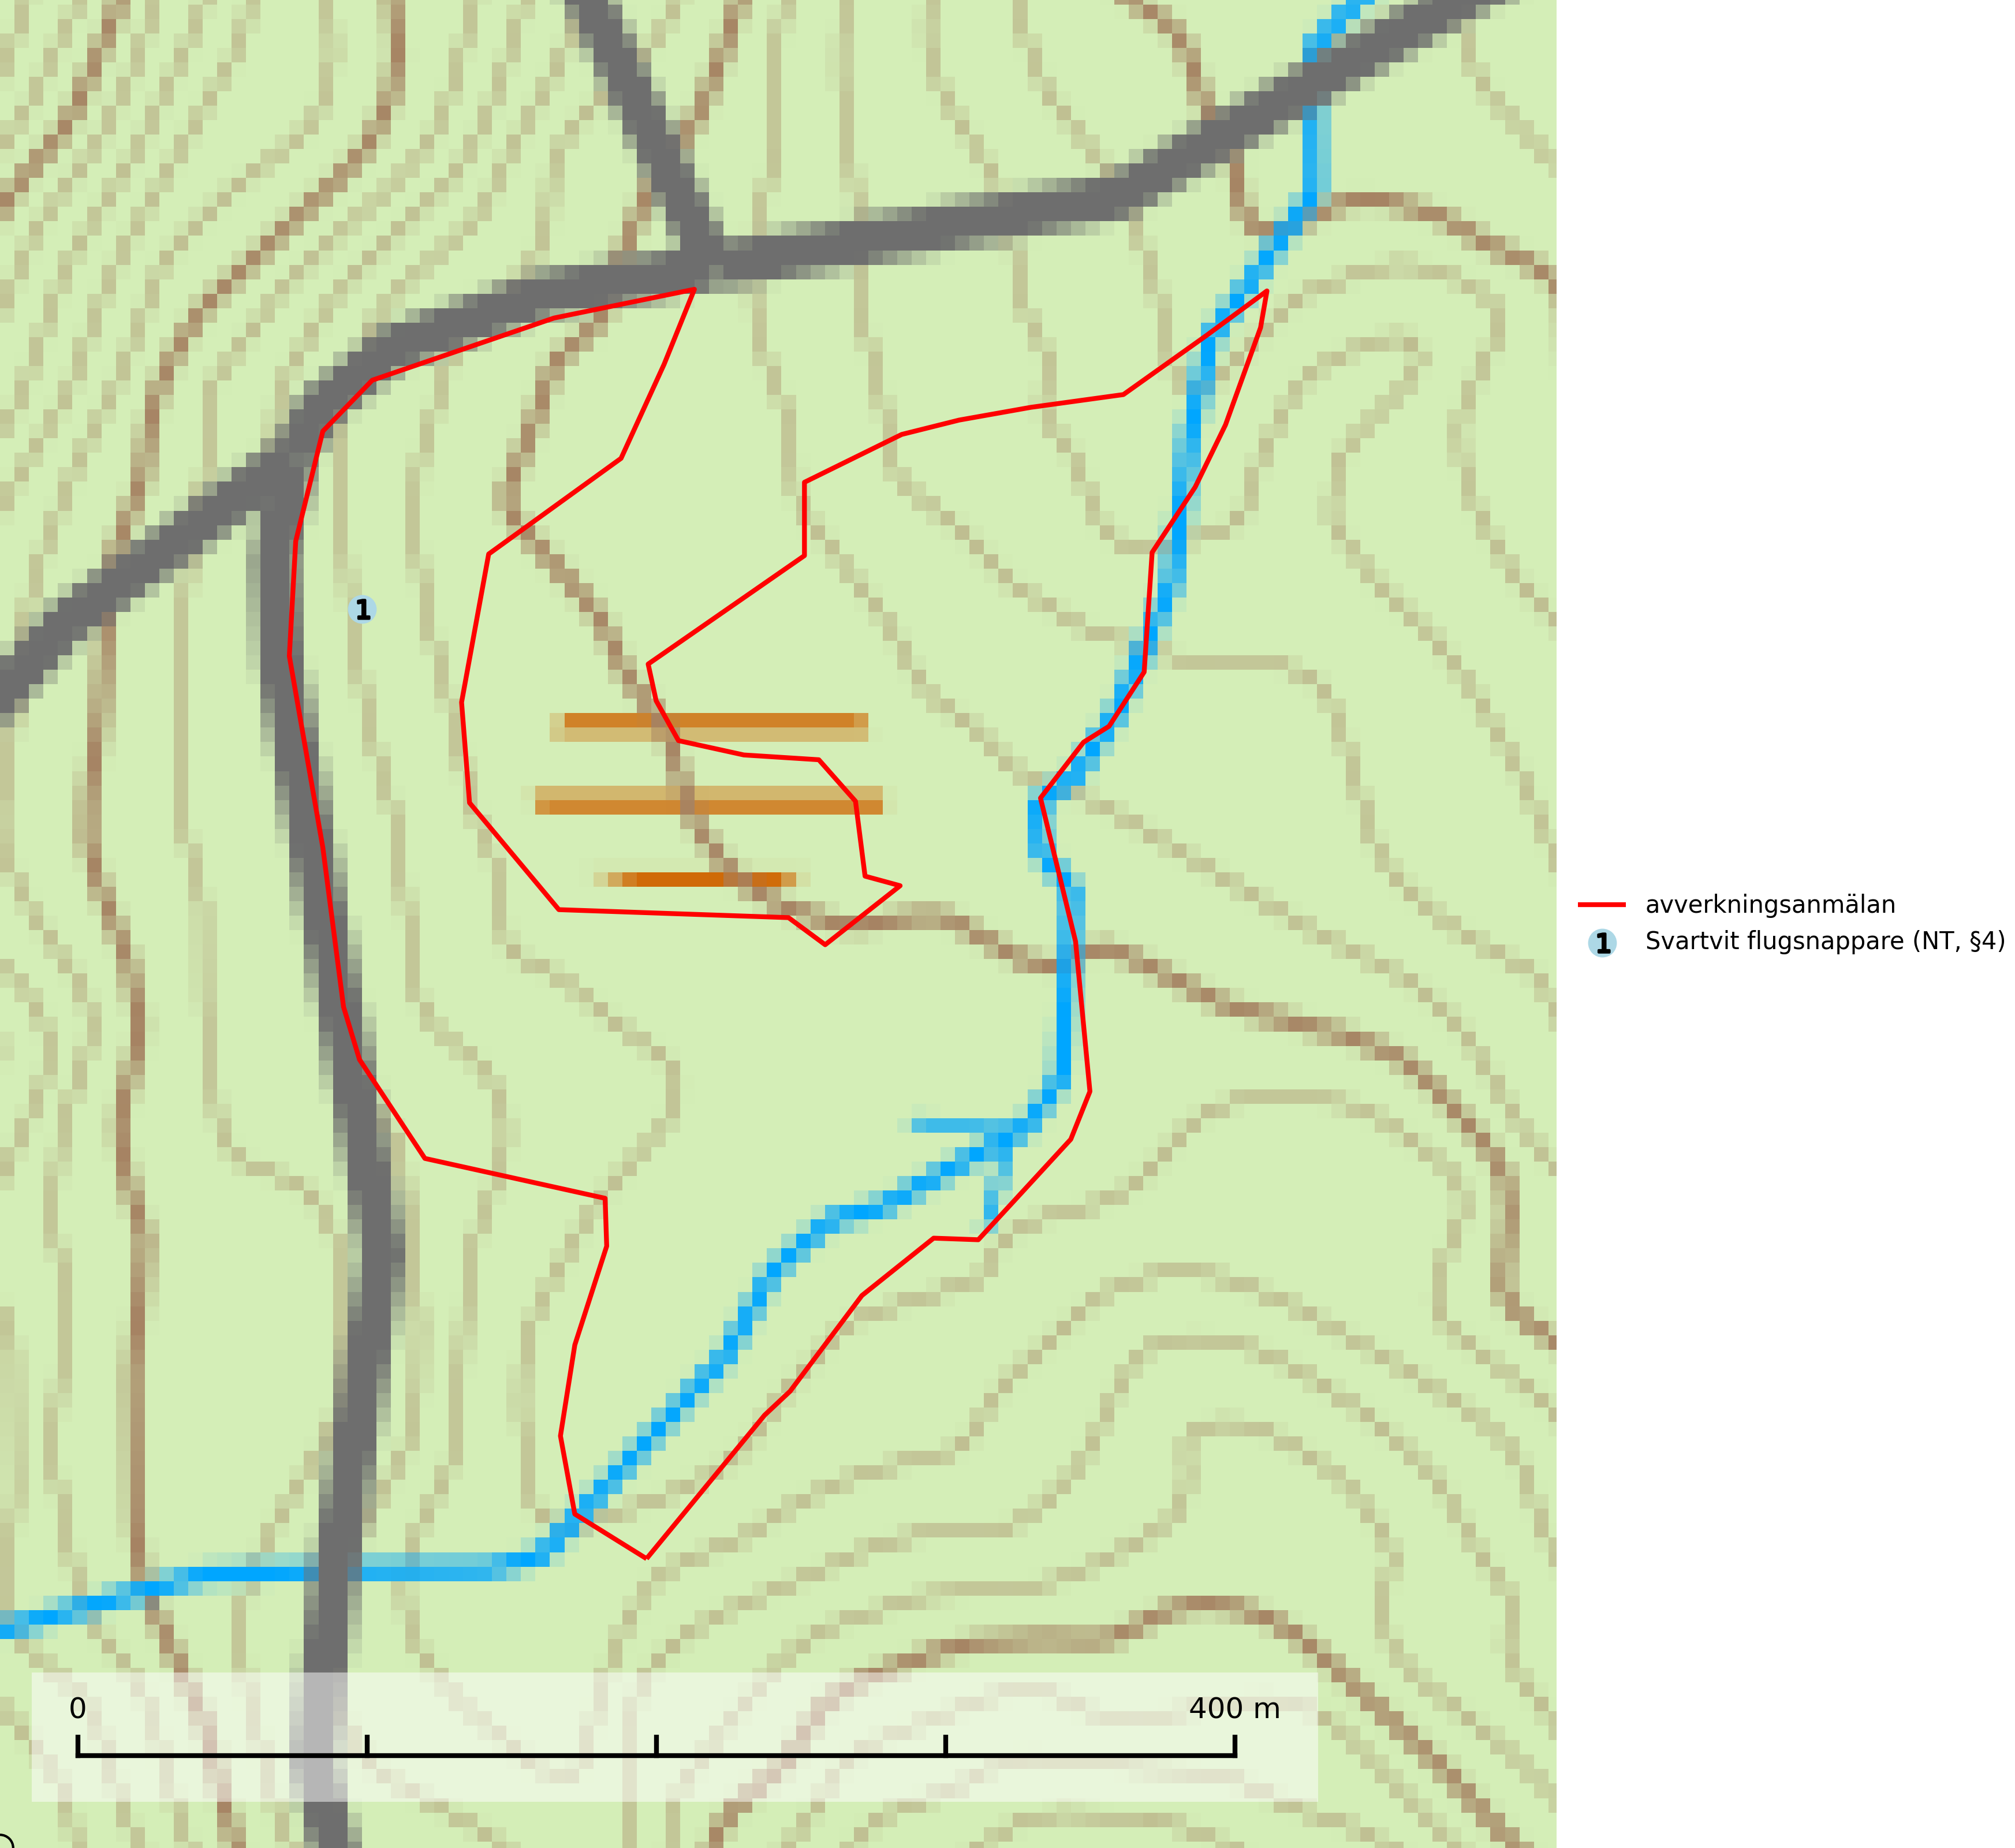 1
avverkningsanmälan
1 Svartvit flugsnappare (NT, §4)
0 400 m